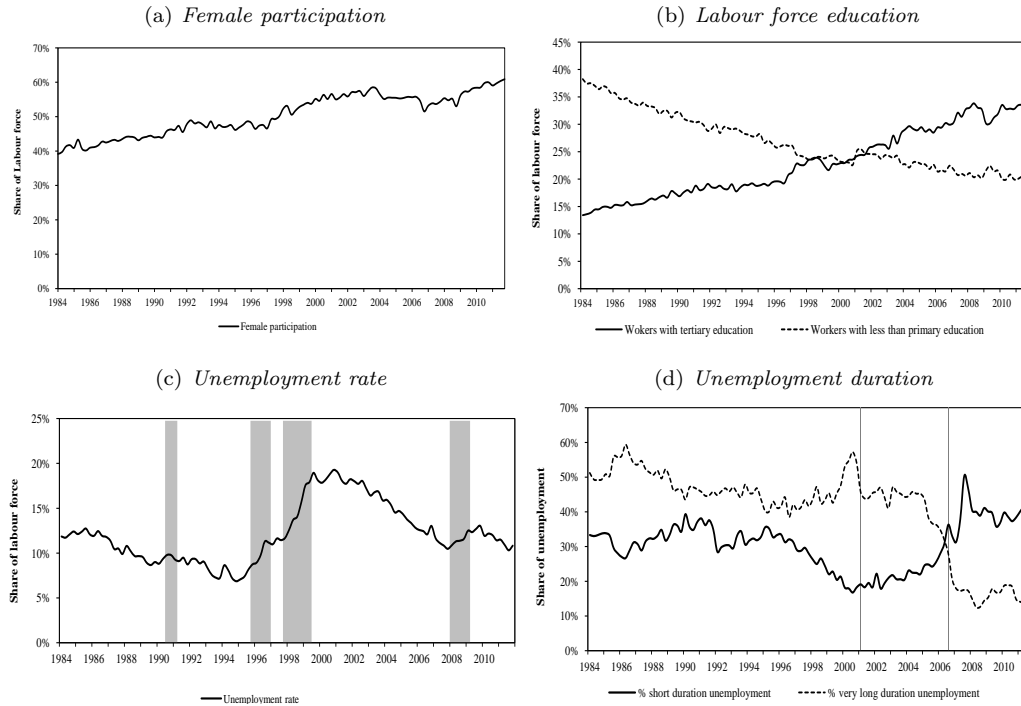 (a) Female participation
70%
60%
50%
40%
30%
20%
10%
0%
Share of Labour force
1984 1986 1988 1990 1992 1994 1996 1998 2000 2002 2004 2006 2008 2010
Female participation
(b) Labour force education
45%
40%
35%
30%
25%
20%
15%
10%
5%
0%
Share of labour force
1984 1986 1988 1990 1992 1994 1996 1998 2000 2002 2004 2006 2008 2010
Wokers with tertiary education Workers with less than primary education
(c) Unemployment rate
25%
20%
15%
10%
5%
0%
Share of labour force
1984 1986 1988 1990 1992 1994 1996 1998 2000 2002 2004 2006 2008 2010
Unemployment rate
(d) Unemployment duration
70%
60%
50%
40%
30%
20%
10%
0%
Share of unemployment
1984 1986 1988 1990 1992 1994 1996 1998 2000 2002 2004 2006 2008 2010
% short duration unemployment % very long duration unemployment